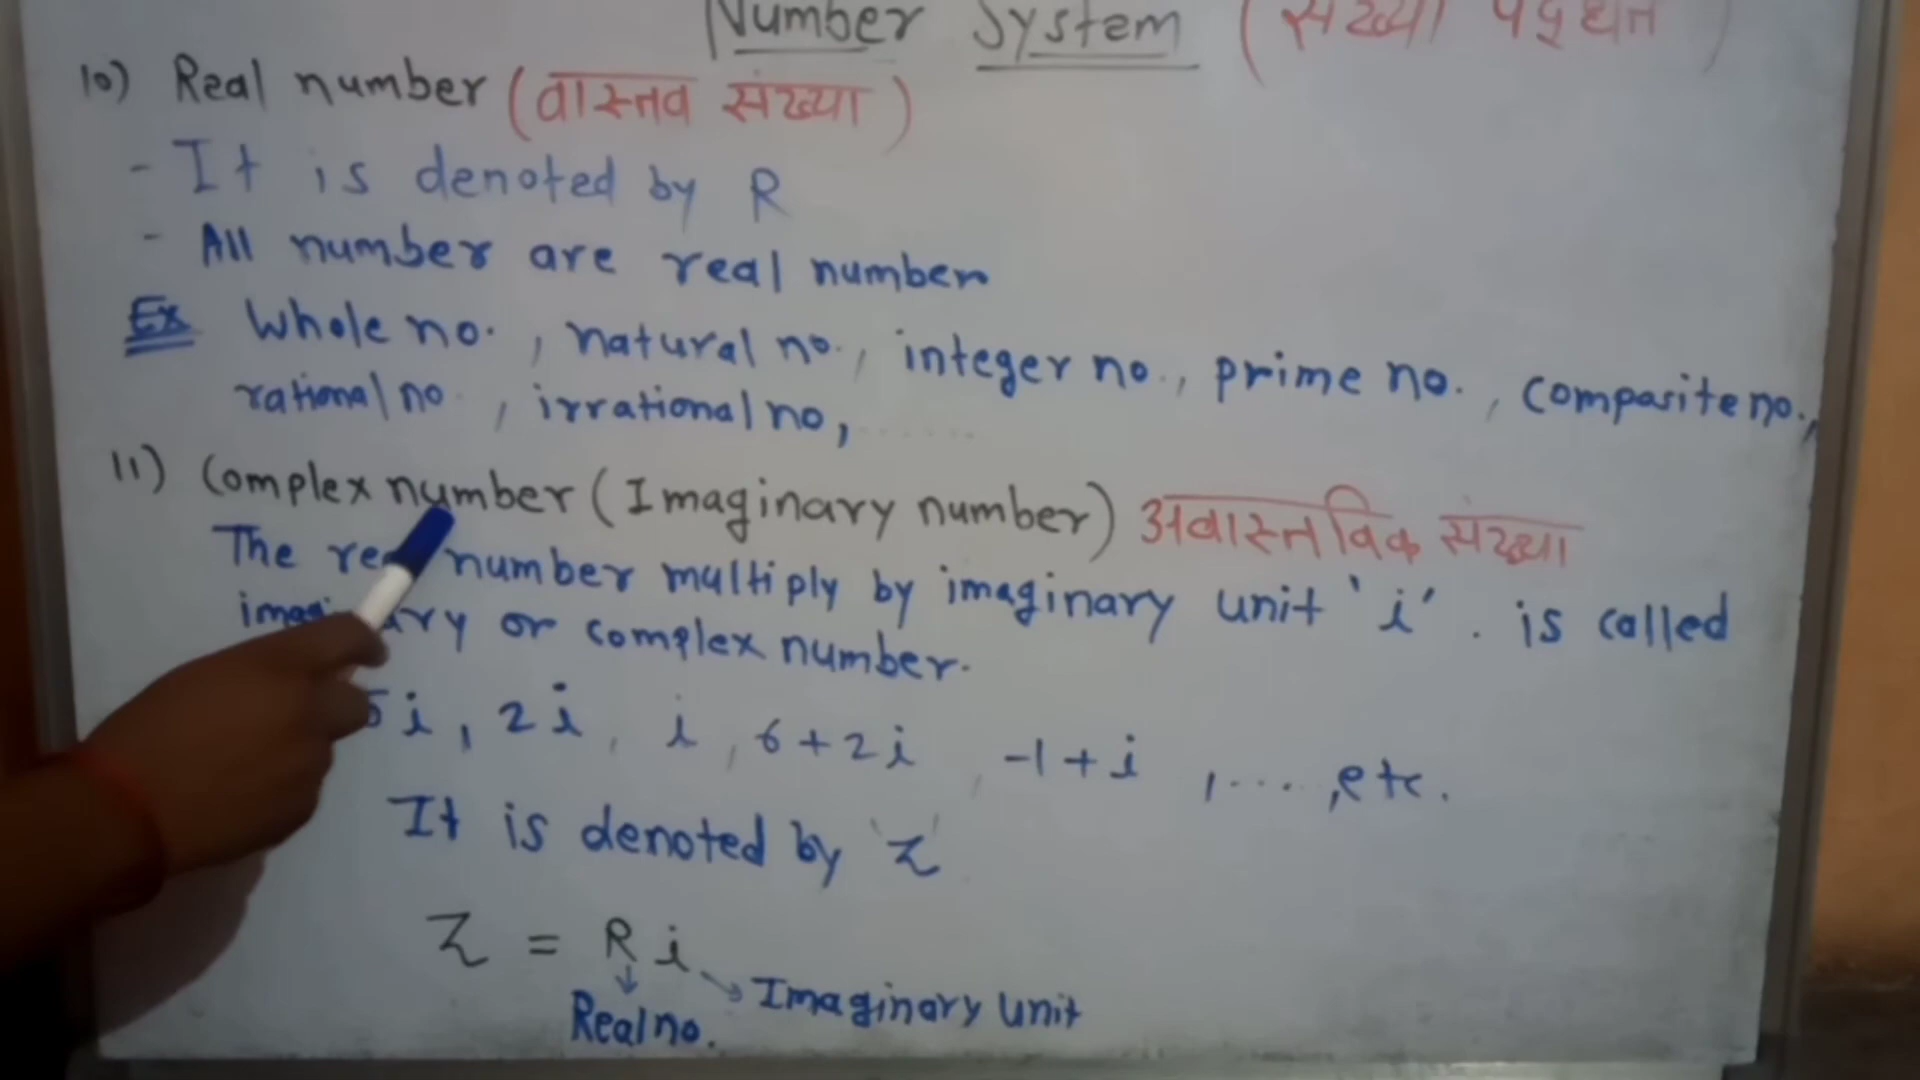 Number System (संख्या पद्धत)
10) Real number (वास्तव संख्या)
- It is denoted by R
- All number are real number
Ex Whole no. , natural no., integer no., prime no. , compasite no.,
rational no , irrational no, ......
11) Complex number (Imaginary number) अवास्तविक संख्या
The number multiply by imaginary unit 'i' . is called
or complex number.
5i, 2i, i, 6+2i, -1+i ,...., etc.
It is denoted by 'Z'
Z = Ri
Imaginary Unit
Real no.